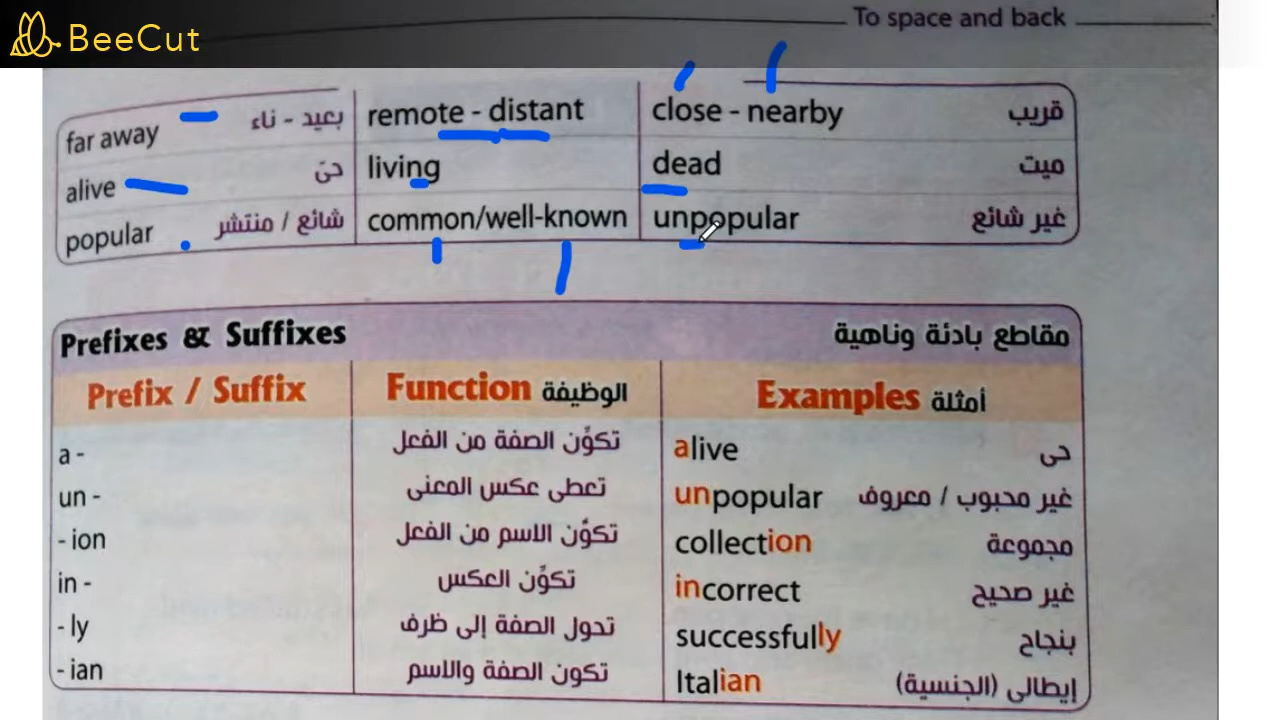 BeeCut
To space and back
far away بعيد - ناء remote - distant close - nearby قريب
alive حىّ living dead ميت
popular شائع / منتشر common/well-known unpopular غير شائع
Prefixes & Suffixes مقاطع بادئة وناهية
Prefix / Suffix Function الوظيفة Examples أمثلة
a - تكوِّن الصفة من الفعل alive حى
un - تعطى عكس المعنى unpopular غير محبوب / معروف
- ion تكوِّن الاسم من الفعل collection مجموعة
in - تكوِّن العكس incorrect غير صحيح
- ly تحول الصفة إلى ظرف successfully بنجاح
- ian تكون الصفة والاسم Italian إيطالى (الجنسية)